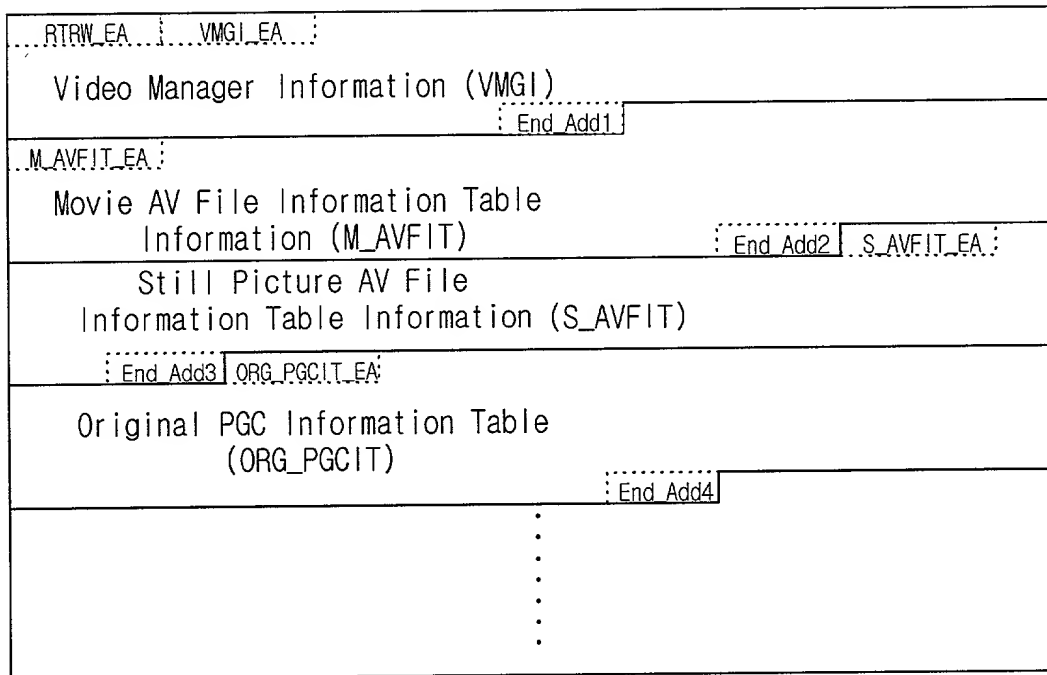 RTRW_EA VMGI_EA
Video Manager Information (VMGI)
End_Add1
M_AVFIT_EA
Movie AV File Information Table
Information (M_AVFIT)
End_Add2 S_AVFIT_EA
Still Picture AV File
Information Table Information (S_AVFIT)
End_Add3 ORG_PGCIT_EA
Original PGC Information Table
(ORG_PGCIT)
End_Add4